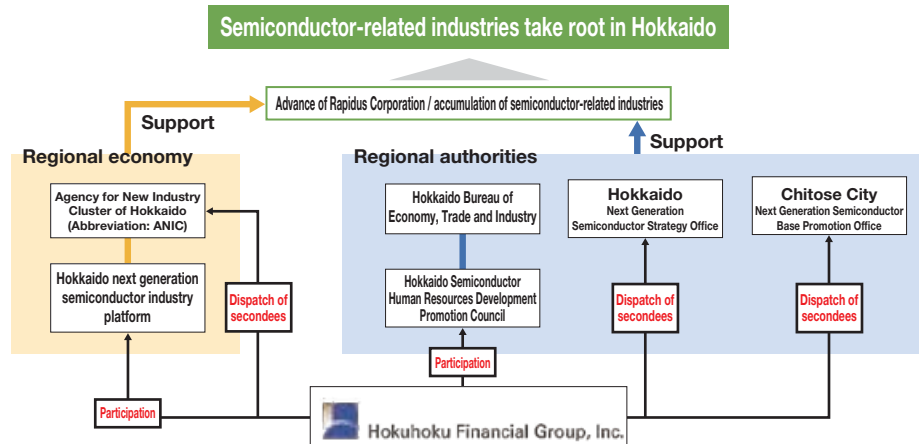 Semiconductor-related industries take root in Hokkaido
Advance of Rapidus Corporation / accumulation of semiconductor-related industries
Support
Support
Regional economy
Agency for New Industry
Cluster of Hokkaido
(Abbreviation: ANIC)
Hokkaido next generation
semiconductor industry
platform
Dispatch of
secondees
Participation
Regional authorities
Hokkaido Bureau of
Economy, Trade and Industry
Hokkaido Semiconductor
Human Resources Development
Promotion Council
Participation
Hokkaido
Next Generation
Semiconductor Strategy Office
Dispatch of
secondees
Chitose City
Next Generation Semiconductor
Base Promotion Office
Dispatch of
secondees
Hokuhoku Financial Group, Inc.